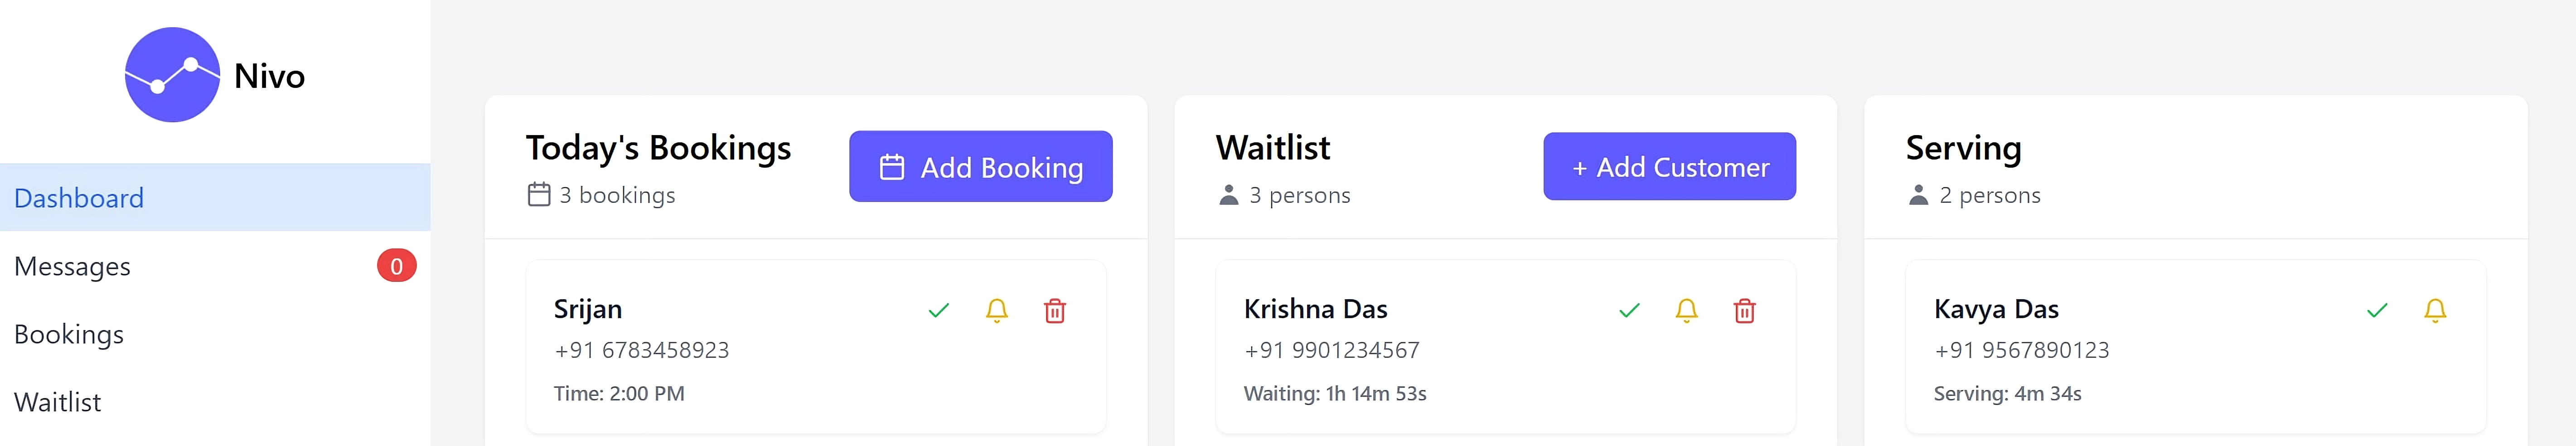 Nivo
Dashboard
Messages 0
Bookings
Waitlist
Today's Bookings
3 bookings
Add Booking
Srijan
+91 6783458923
Time: 2:00 PM
Waitlist
3 persons
+ Add Customer
Krishna Das
+91 9901234567
Waiting: 1h 14m 53s
Serving
2 persons
Kavya Das
+91 9567890123
Serving: 4m 34s